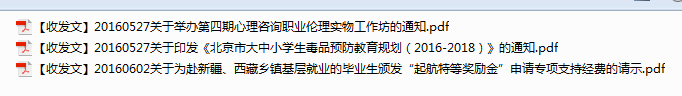 【收发文】20160527关于举办第四期心理咨询职业伦理实物工作坊的通知.pdf
【收发文】20160527关于印发《北京市大中小学生毒品预防教育规划（2016-2018）》的通知.pdf
【收发文】20160602关于为赴新疆、西藏乡镇基层就业的毕业生颁发“起航特等奖励金”申请专项支持经费的请示.pdf